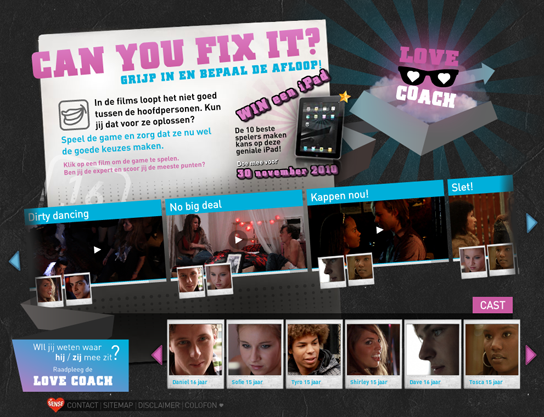 CAN YOU FIX IT?
GRIJP IN EN BEPAAL DE AFLOOP!
In de films loopt het niet goed
tussen de hoofdpersonen. Kun
jij dat voor ze oplossen?
Speel de game en zorg dat ze nu wel
de goede keuzes maken.
Klik op een film om de game te spelen.
Ben jij de expert en scoor jij de meeste punten?
WIN een iPad
De 10 beste
spelers maken
kans op deze
geniale iPad!
Doe mee voor
30 november 2010
LOVE
COACH
Dirty dancing
No big deal
Kappen nou!
Slet!
CAST
Wil jij weten waar
hij / zij mee zit?
Raadpleeg de
LOVE COACH
Daniel 16 jaar
Sofie 15 jaar
Tyro 15 jaar
Shirley 15 jaar
Dave 16 jaar
Tosca 15 jaar
SENSE
CONTACT | SITEMAP | DISCLAIMER | COLOFON